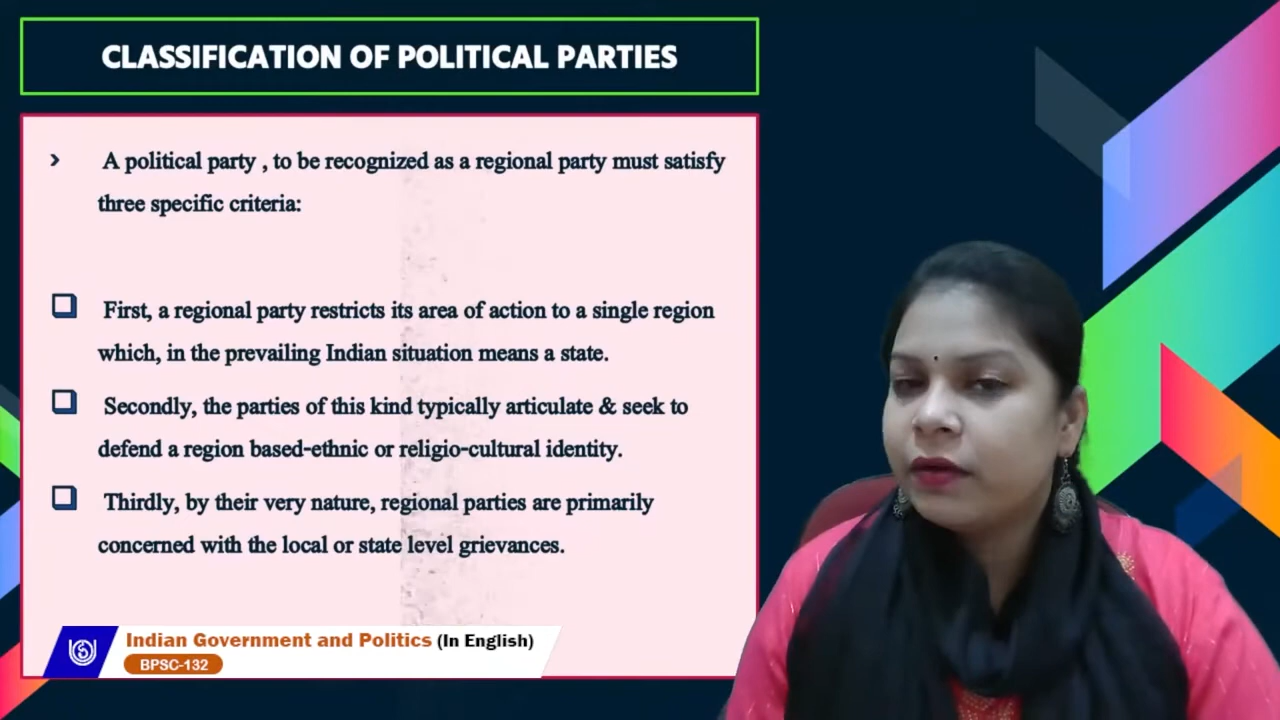 CLASSIFICATION OF POLITICAL PARTIES
› A political party , to be recognized as a regional party must satisfy
three specific criteria:
❑ First, a regional party restricts its area of action to a single region
which, in the prevailing Indian situation means a state.
❑ Secondly, the parties of this kind typically articulate & seek to
defend a region based-ethnic or religio-cultural identity.
❑ Thirdly, by their very nature, regional parties are primarily
concerned with the local or state level grievances.
Indian Government and Politics (In English)
BPSC-132